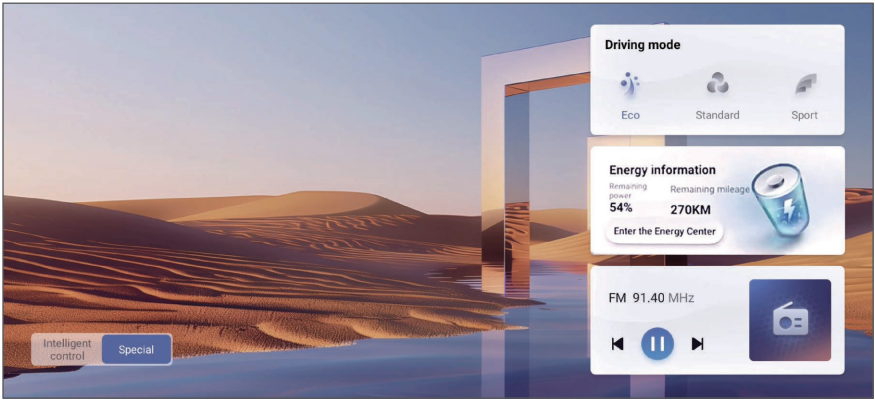 Driving mode
Eco Standard Sport
Energy information
Remaining
power
Remaining mileage
54% 270KM
Enter the Energy Center
FM 91.40 MHz
Intelligent
control
Special